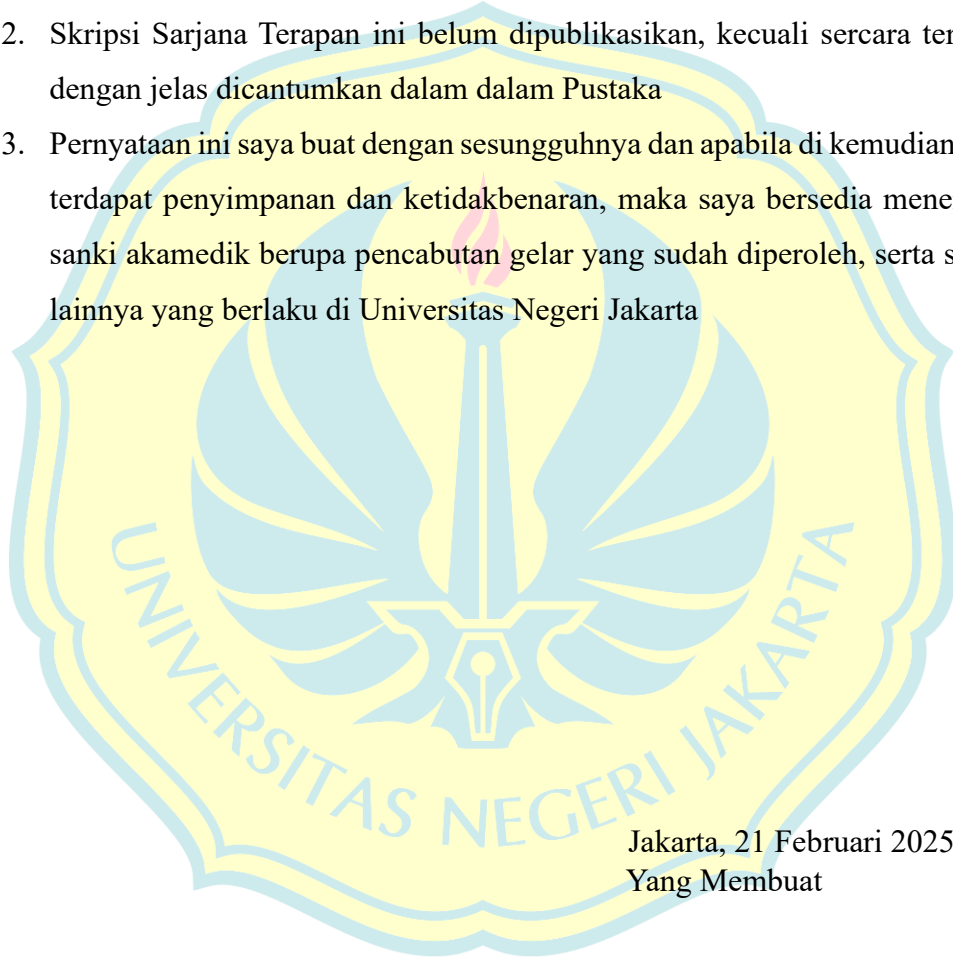 2. Skripsi Sarjana Terapan ini belum dipublikasikan, kecuali sercara ter
dengan jelas dicantumkan dalam dalam Pustaka
3. Pernyataan ini saya buat dengan sesungguhnya dan apabila di kemudian
terdapat penyimpanan dan ketidakbenaran, maka saya bersedia mene
sanki akamedik berupa pencabutan gelar yang sudah diperoleh, serta s
lainnya yang berlaku di Universitas Negeri Jakarta
UNIVERSITAS NEGERI JAKARTA
Jakarta, 21 Februari 2025
Yang Membuat